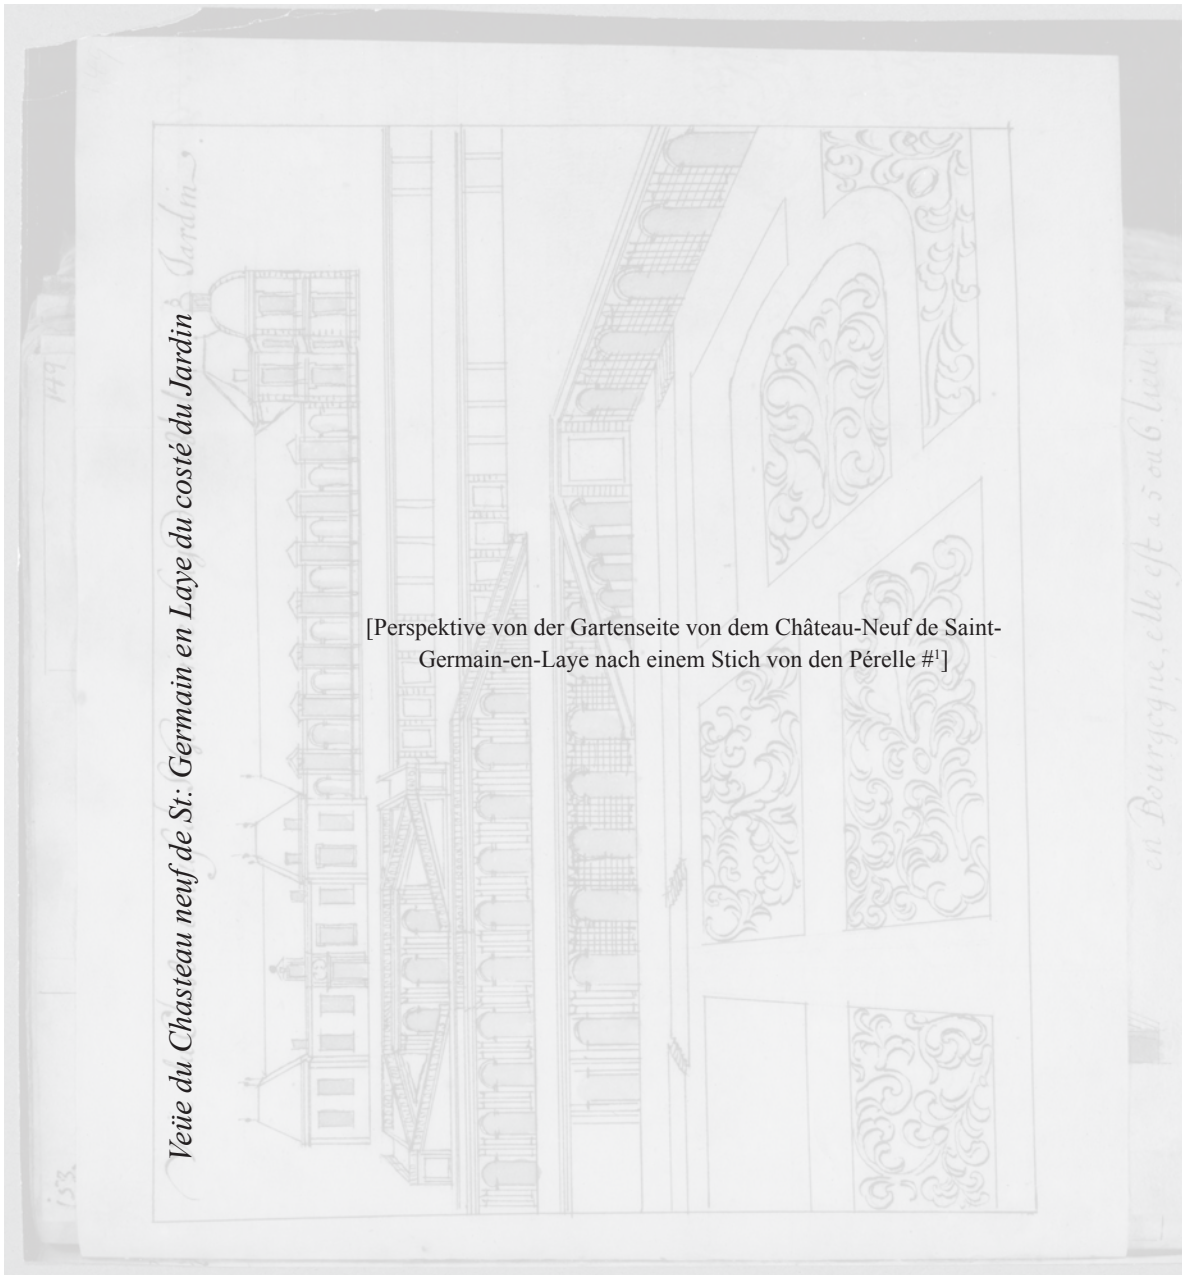 Veüe du Chasteau neuf de St: Germain en Laye du costé du Jardin
Jardin
[Perspektive von der Gartenseite von dem Château-Neuf de Saint-
Germain-en-Laye nach einem Stich von den Pérelle #¹]
149.
153.
en Bourgogne, elle est a 5 ou 6 lieu